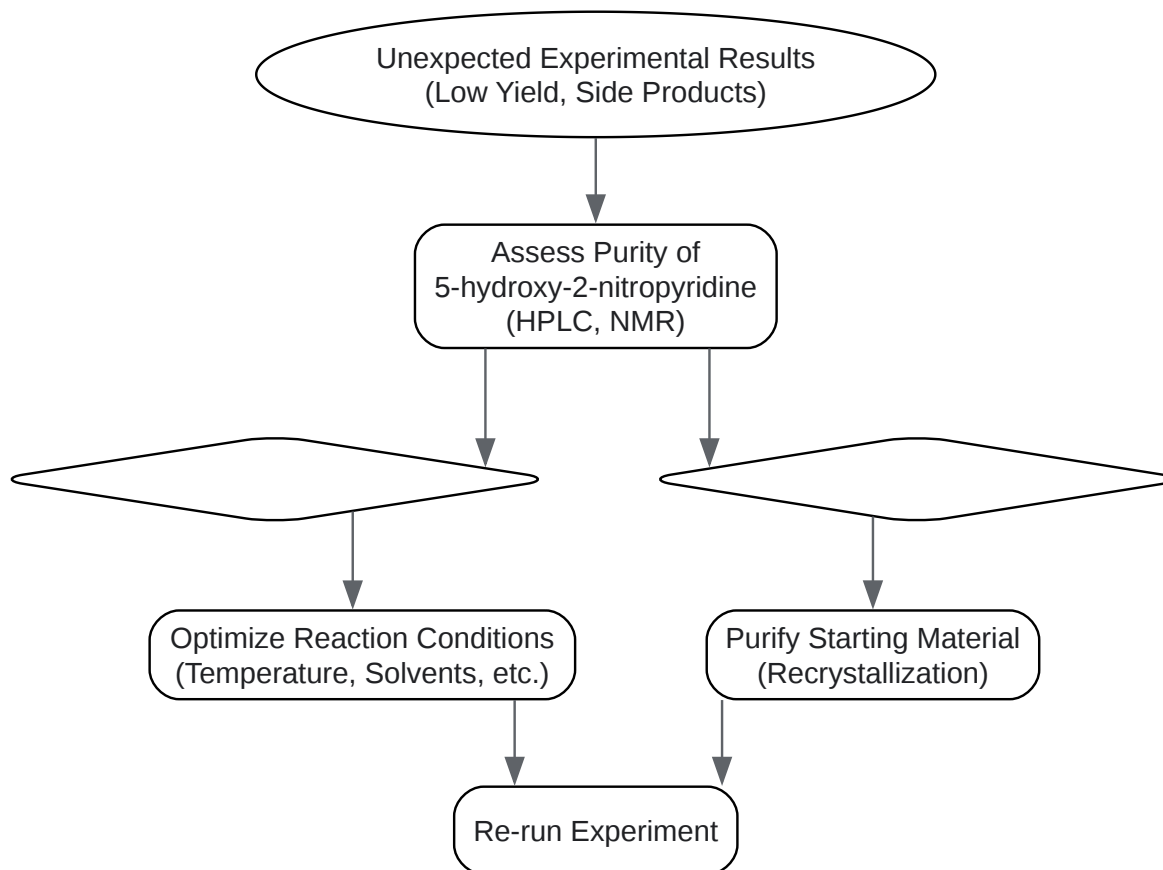 Unexpected Experimental Results
(Low Yield, Side Products)
Assess Purity of
5-hydroxy-2-nitropyridine
(HPLC, NMR)
Optimize Reaction Conditions
(Temperature, Solvents, etc.)
Purify Starting Material
(Recrystallization)
Re-run Experiment